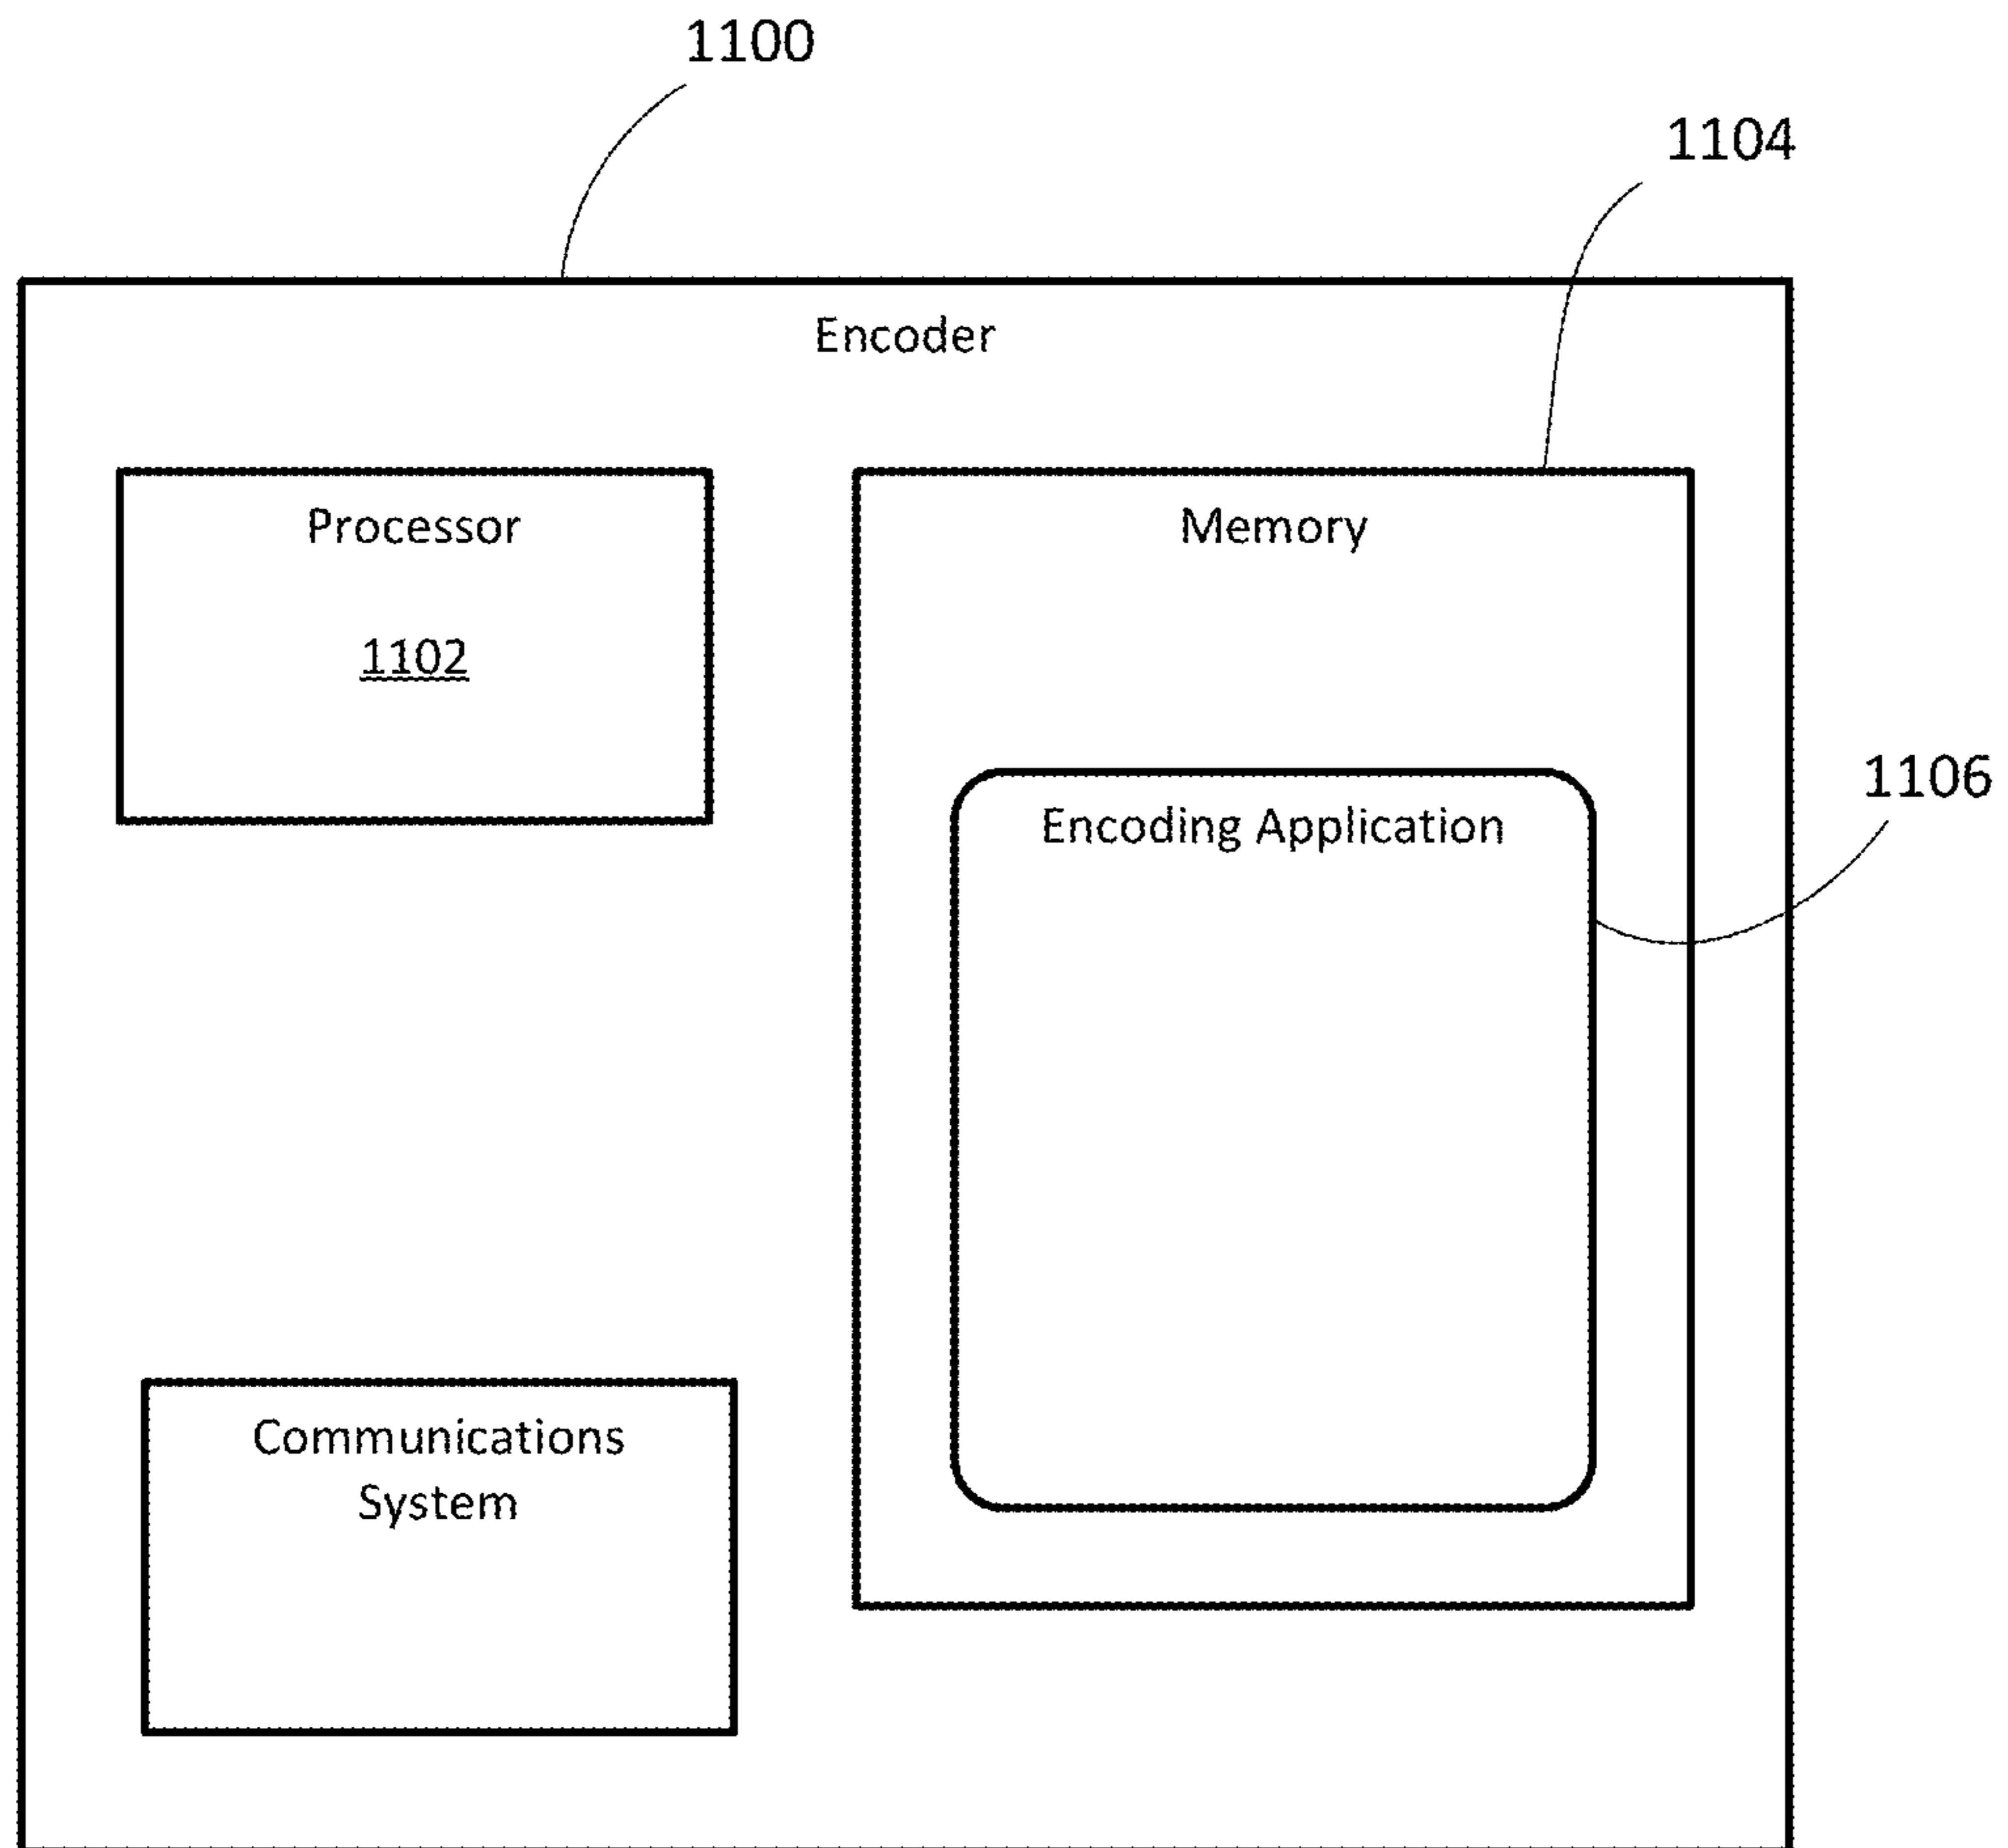 1100
1104
Encoder
Processor
1102
Memory
1106
Encoding Application
Communications
System